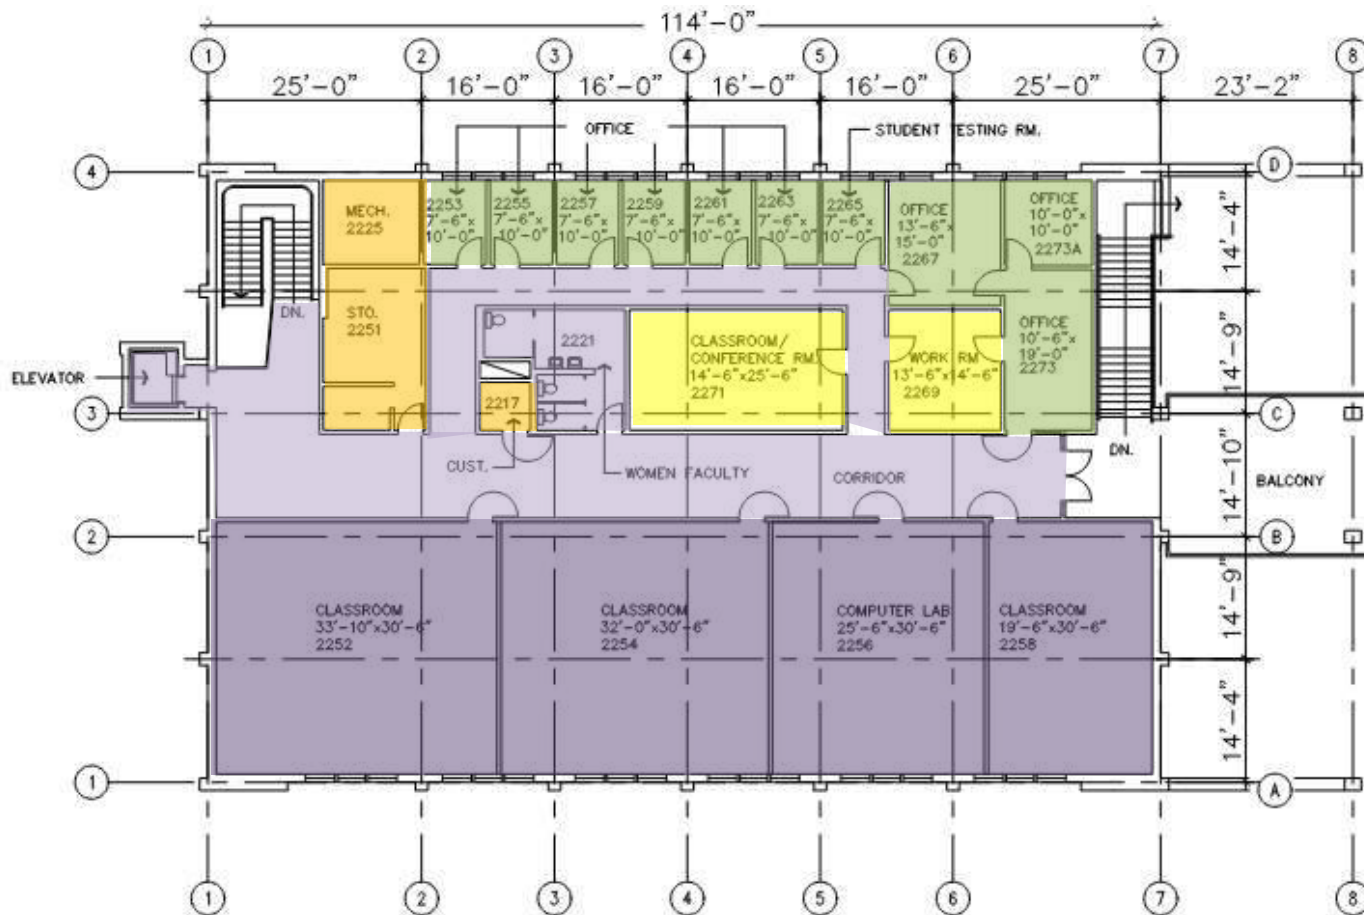 114'-0"
1
2
3
4
5
6
7
8
25'-0"
16'-0"
16'-0"
16'-0"
16'-0"
25'-0"
23'-2"
OFFICE
STUDENT TESTING RM.
4
D
MECH.
2225
2253
7'-6"x
10'-0"
2255
7'-6"x
10'-0"
2257
7'-6"x
10'-0"
2259
7'-6"x
10'-0"
2261
7'-6"x
10'-0"
2263
7'-6"x
10'-0"
2265
7'-6"x
10'-0"
OFFICE
13'-6"x
15'-0"
2267
OFFICE
10'-0"x
10'-0"
2273A
14'-4"
DN.
STO.
2251
2221
CLASSROOM/
CONFERENCE RM.
14'-6"x25'-6"
2271
WORK RM
13'-6"x14'-6"
2269
OFFICE
10'-6"x
19'-0"
2273
14'-9"
ELEVATOR
3
2217
C
CUST.
WOMEN FACULTY
CORRIDOR
DN.
14'-10"
BALCONY
2
B
CLASSROOM
33'-10"x30'-6"
2252
CLASSROOM
32'-0"x30'-6"
2254
COMPUTER LAB
25'-6"x30'-6"
2256
CLASSROOM
19'-6"x30'-6"
2258
14'-9"
14'-4"
1
A
1
2
3
4
5
6
7
8